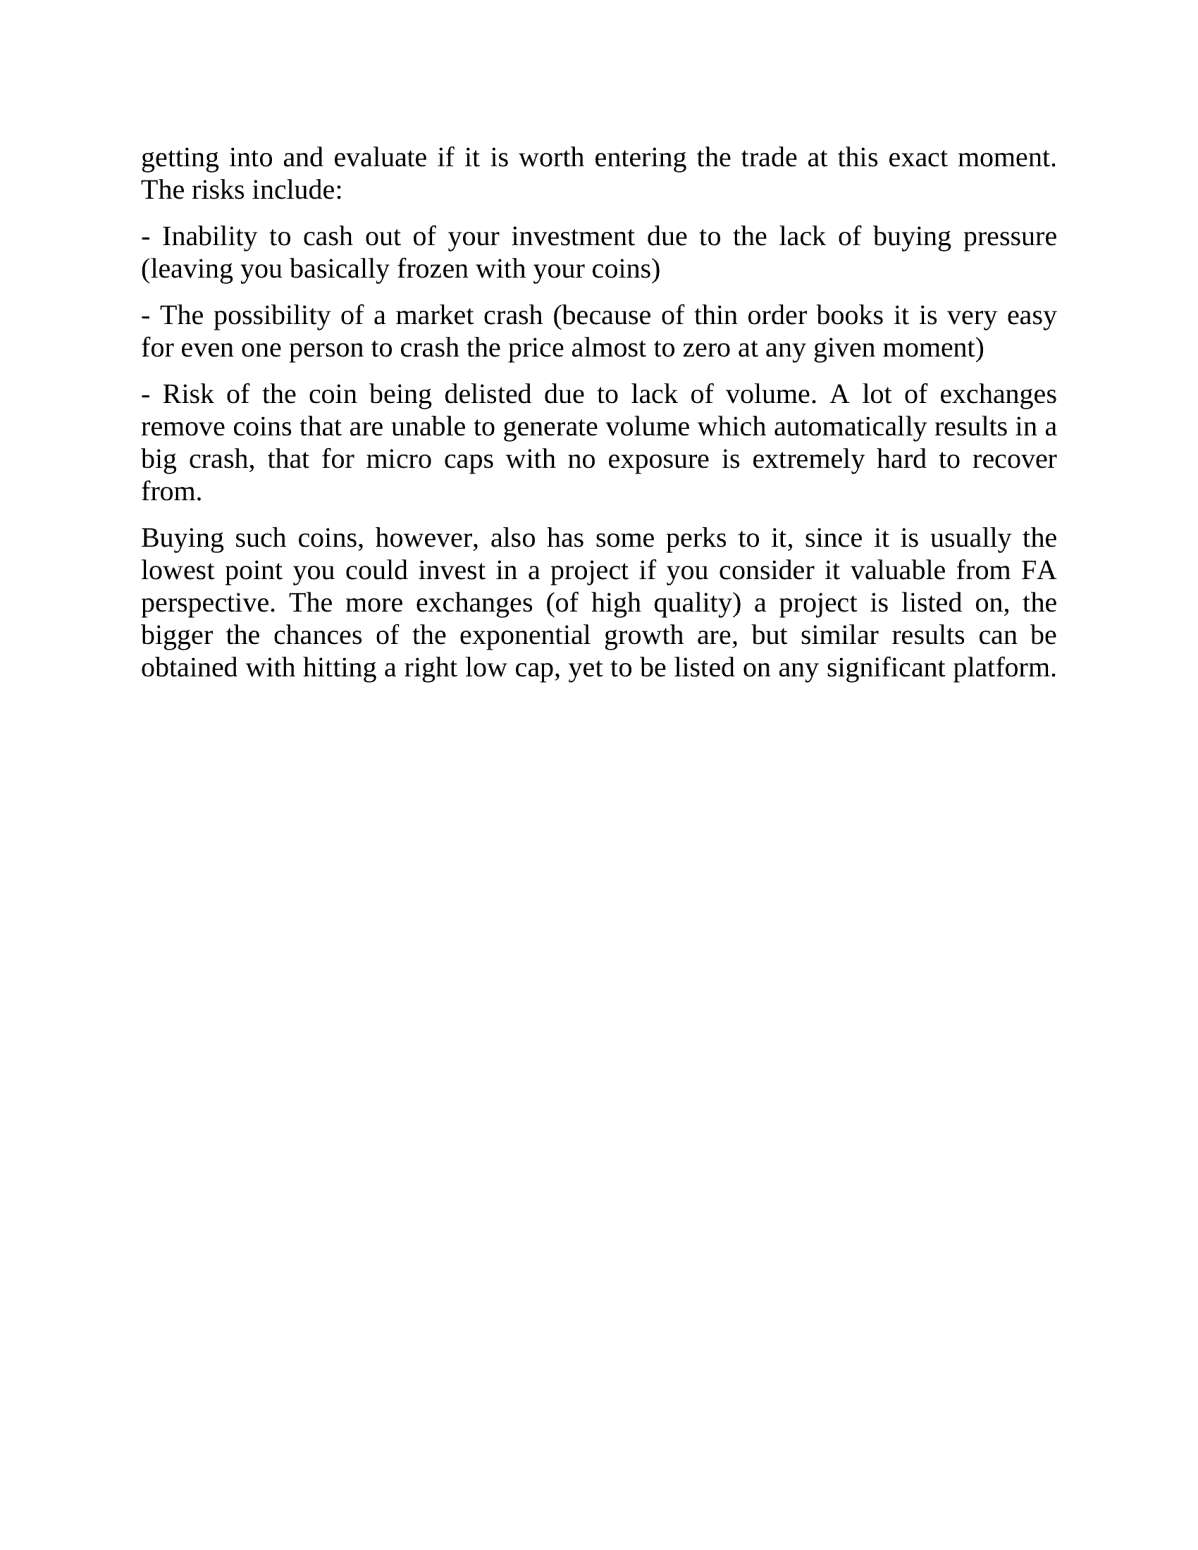 getting into and evaluate if it is worth entering the trade at this exact moment.
The risks include:
- Inability to cash out of your investment due to the lack of buying pressure
(leaving you basically frozen with your coins)
- The possibility of a market crash (because of thin order books it is very easy
for even one person to crash the price almost to zero at any given moment)
- Risk of the coin being delisted due to lack of volume. A lot of exchanges
remove coins that are unable to generate volume which automatically results in a
big crash, that for micro caps with no exposure is extremely hard to recover
from.
Buying such coins, however, also has some perks to it, since it is usually the
lowest point you could invest in a project if you consider it valuable from FA
perspective. The more exchanges (of high quality) a project is listed on, the
bigger the chances of the exponential growth are, but similar results can be
obtained with hitting a right low cap, yet to be listed on any significant platform.